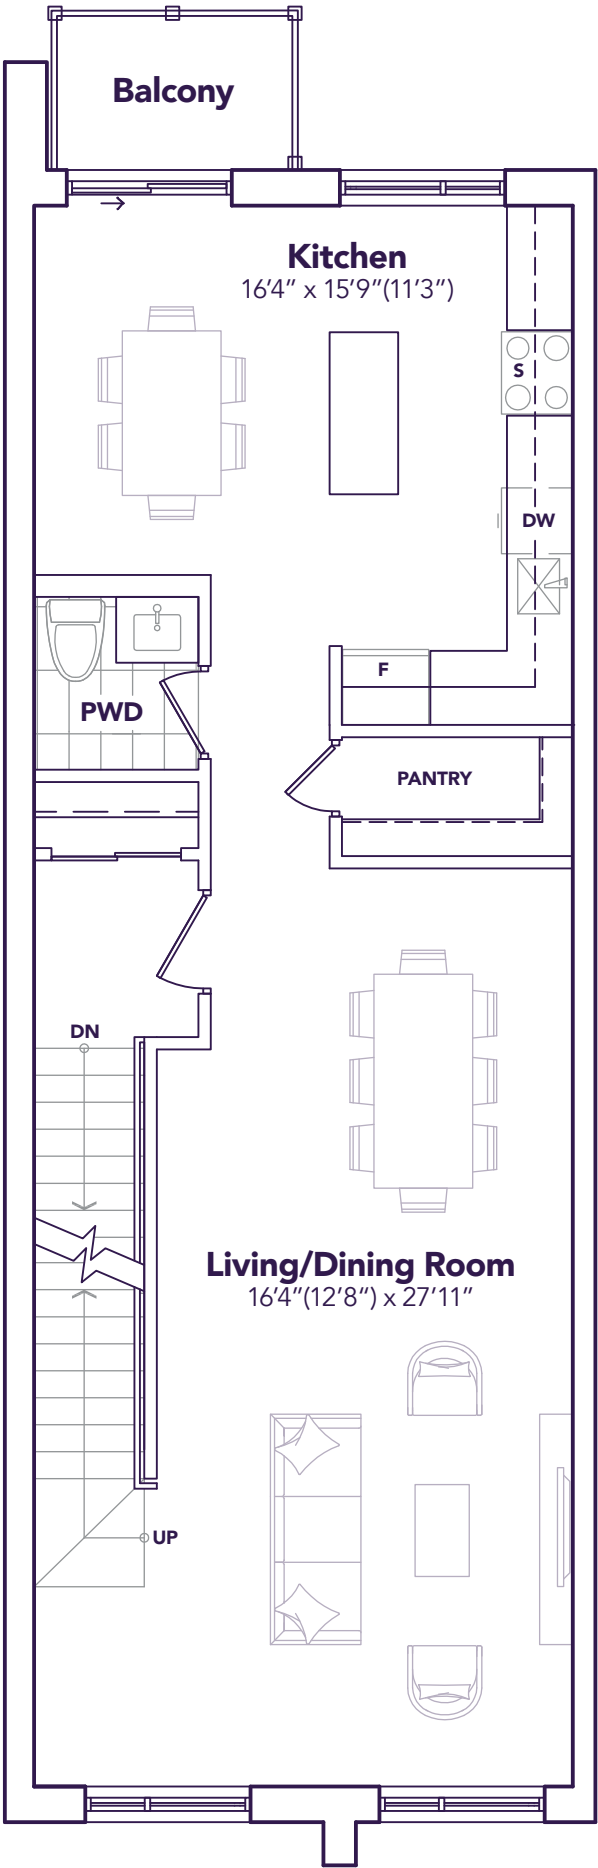 Balcony
Kitchen
16'4" x 15'9"(11'3")
S
DW
F
PWD
PANTRY
DN
Living/Dining Room
16'4"(12'8") x 27'11"
UP